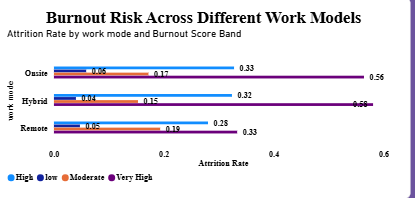 Burnout Risk Across Different Work Models
Attrition Rate by work mode and Burnout Score Band
work mode
Onsite
0.33
0.06
0.17
0.56
Hybrid
0.32
0.04
0.15
0.58
Remote
0.28
0.05
0.19
0.33
0.0 0.2 0.4 0.6
Attrition Rate
High low Moderate Very High